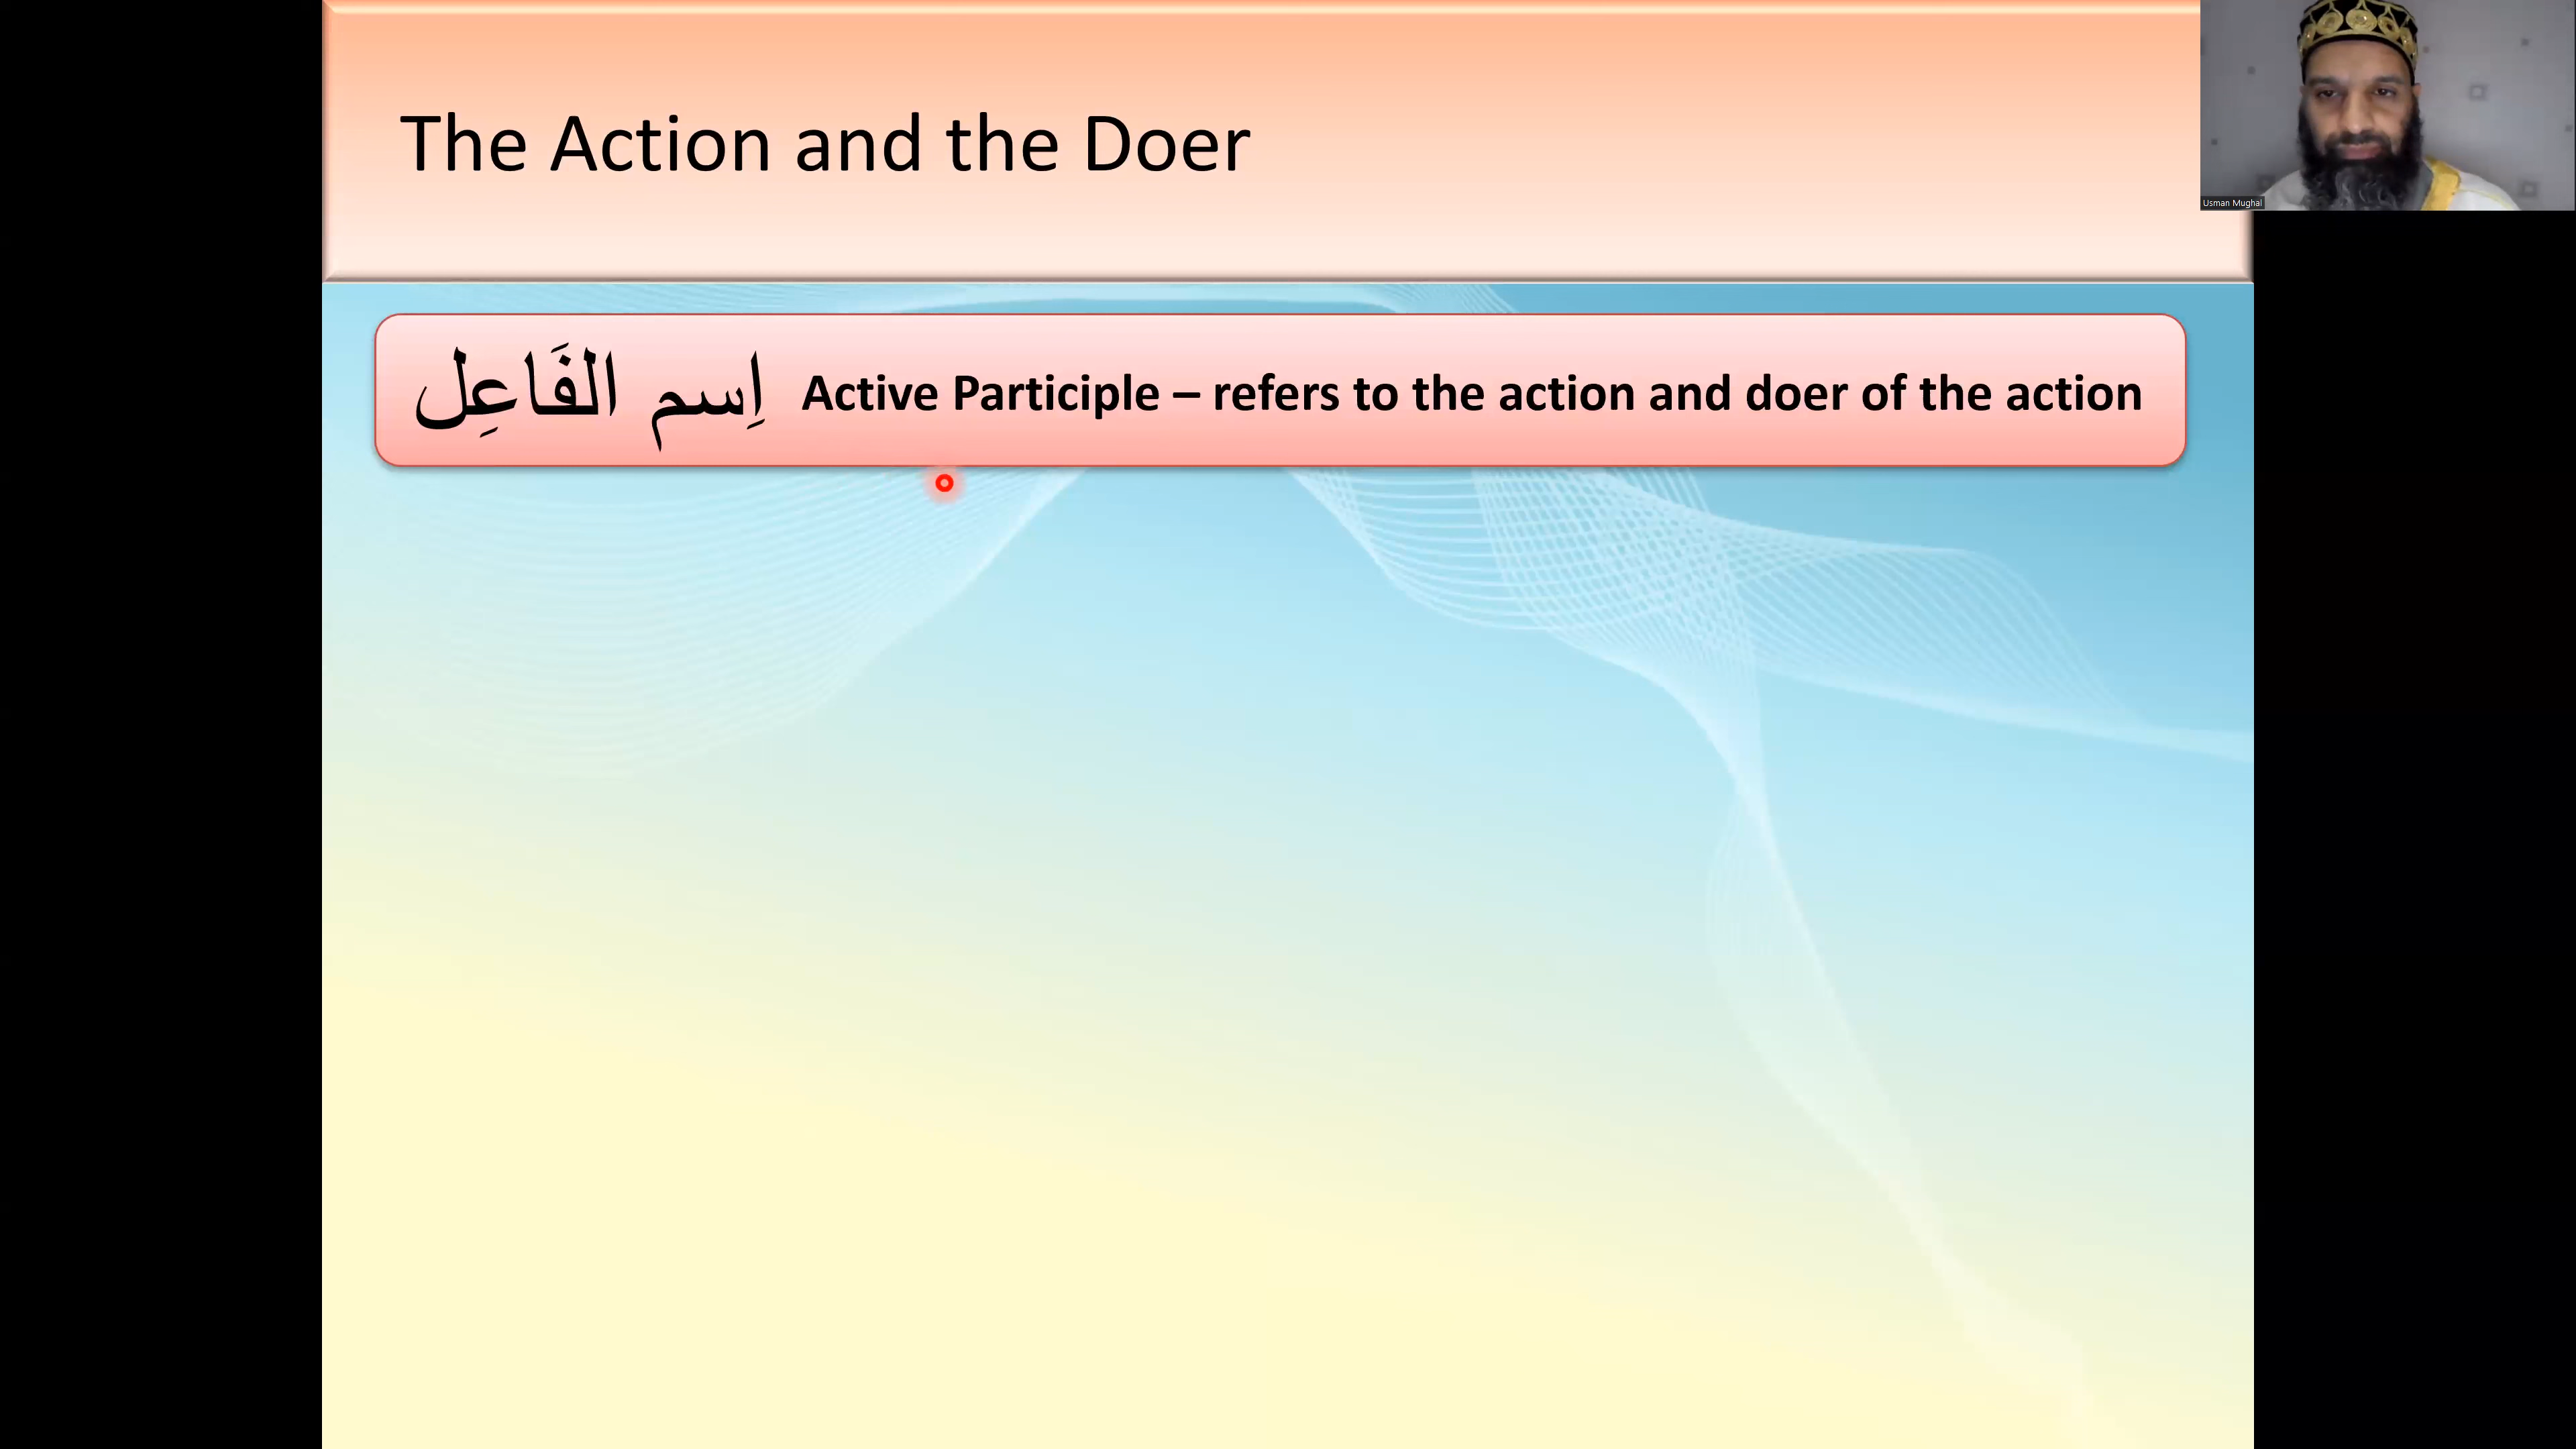 The Action and the Doer
Usman Mughal
اِسم الفَاعِل Active Participle – refers to the action and doer of the action